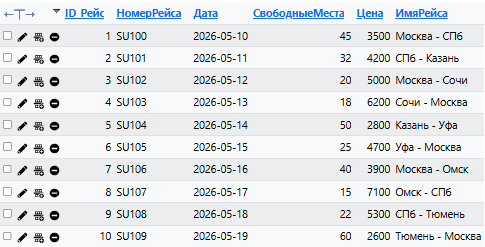 ID_Рейс НомерРейса Дата СвободныеМеста Цена ИмяРейса
1 SU100 2026-05-10 45 3500 Москва - СПб
2 SU101 2026-05-11 32 4200 СПб - Казань
3 SU102 2026-05-12 20 5000 Москва - Сочи
4 SU103 2026-05-13 18 6200 Сочи - Москва
5 SU104 2026-05-14 50 2800 Казань - Уфа
6 SU105 2026-05-15 25 4700 Уфа - Москва
7 SU106 2026-05-16 40 3900 Москва - Омск
8 SU107 2026-05-17 15 7100 Омск - СПб
9 SU108 2026-05-18 22 5300 СПб - Тюмень
10 SU109 2026-05-19 60 2600 Тюмень - Москва